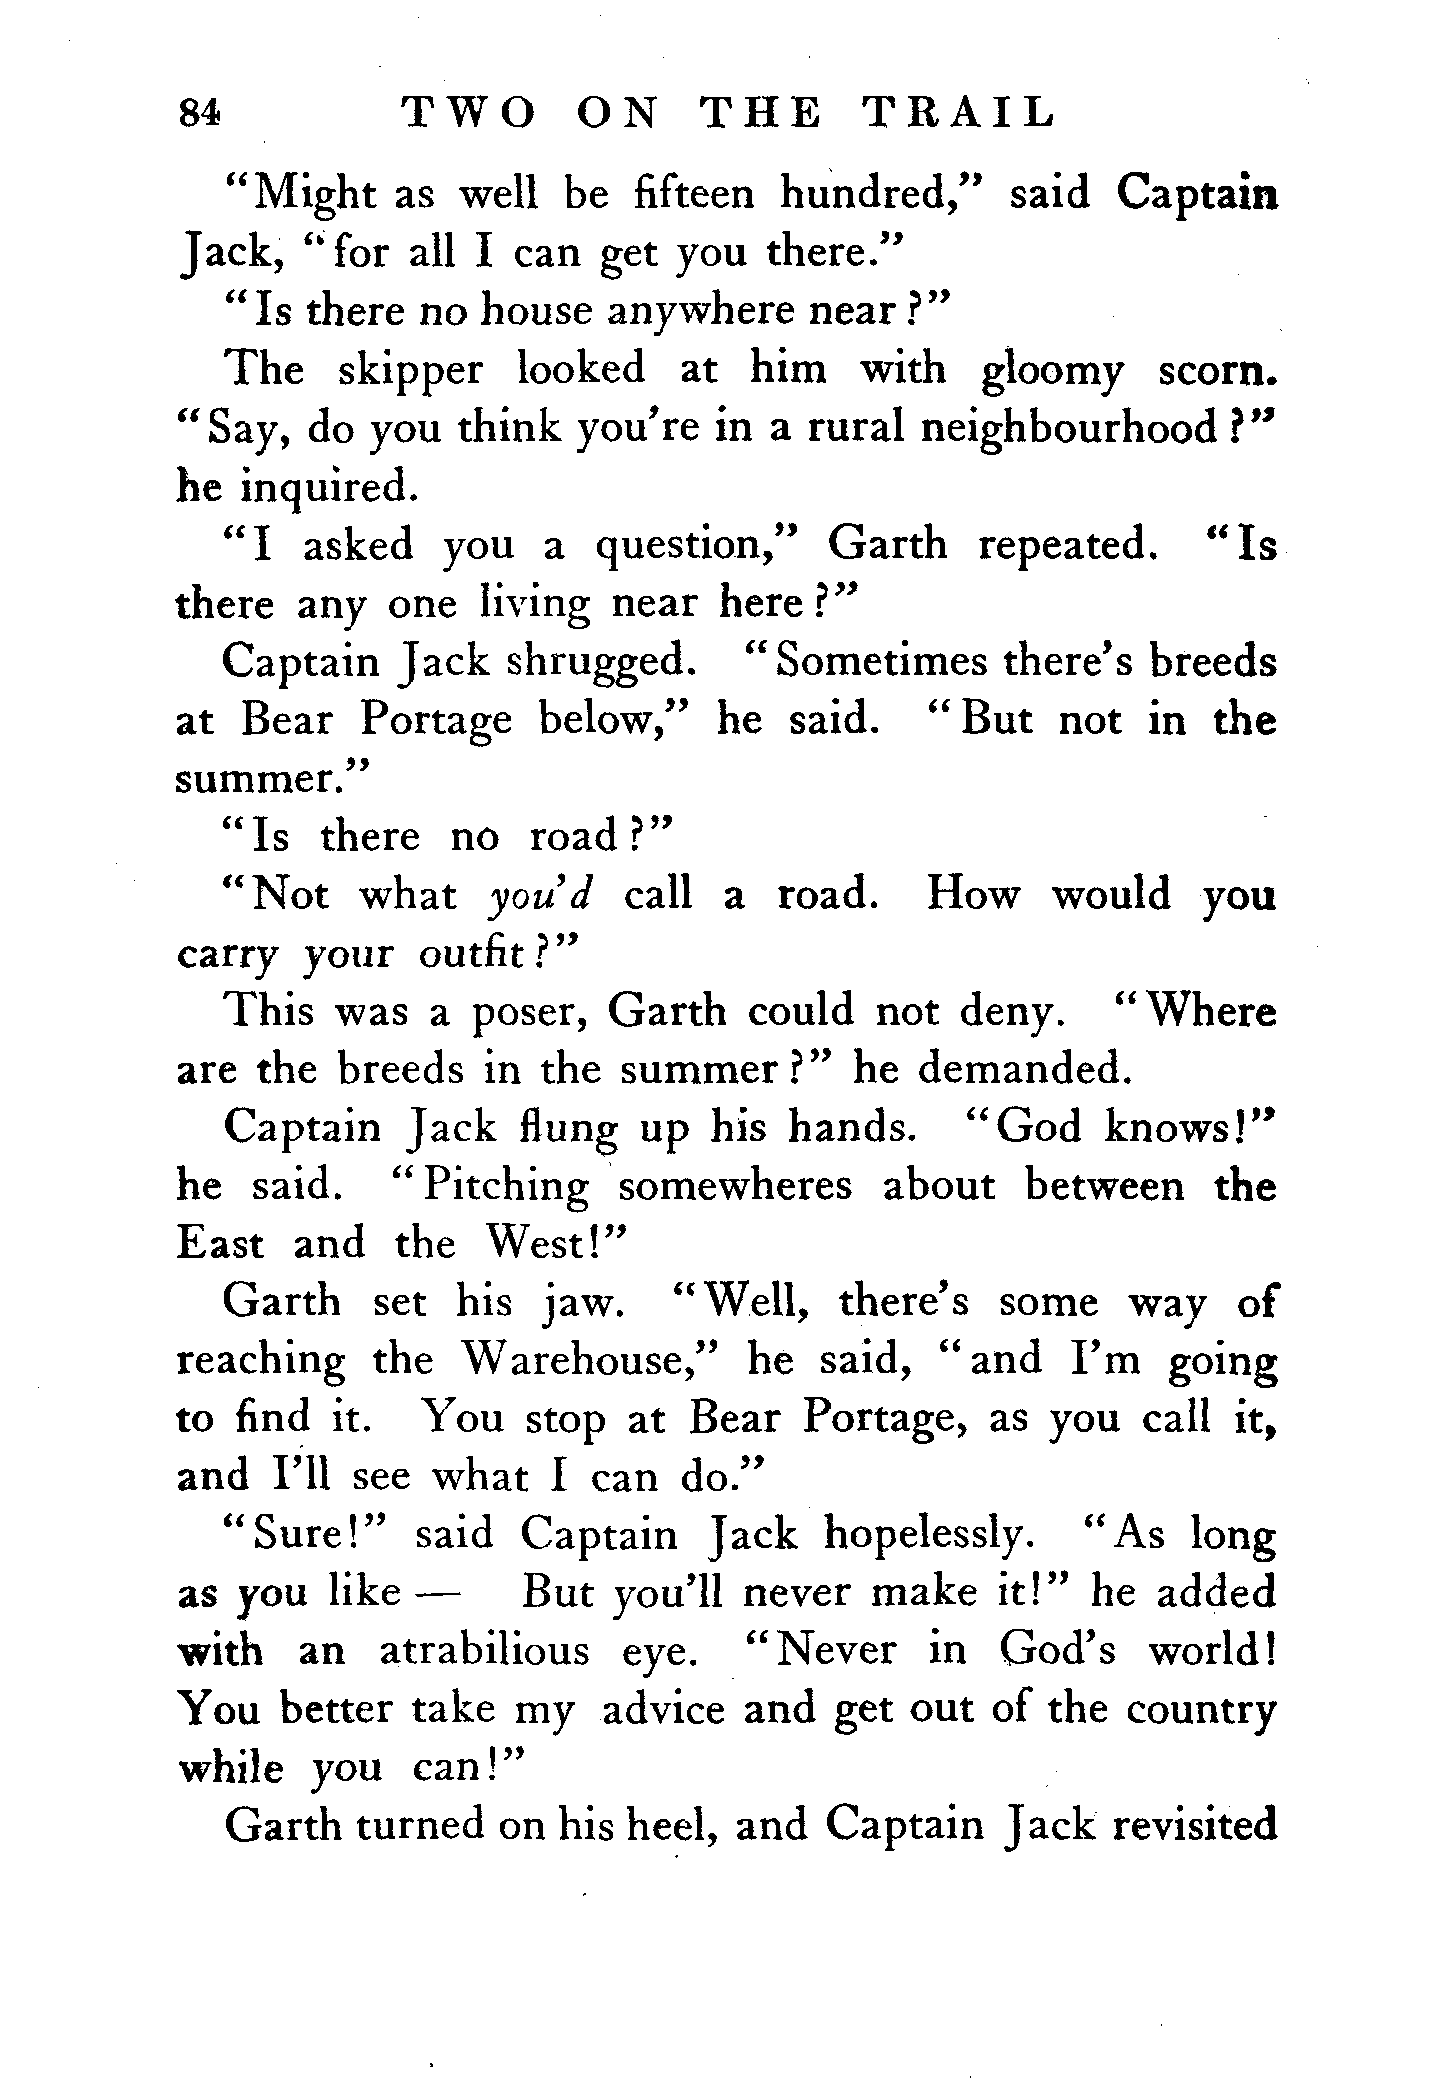 84 TWO ON THE TRAIL
"Might as well be fifteen hundred," said Captain
Jack, "for all I can get you there."
"Is there no house anywhere near?"
The skipper looked at him with gloomy scorn.
"Say, do you think you're in a rural neighbourhood?"
he inquired.
"I asked you a question," Garth repeated. "Is
there any one living near here?"
Captain Jack shrugged. "Sometimes there's breeds
at Bear Portage below," he said. "But not in the
summer."
"Is there no road?"
"Not what you'd call a road. How would you
carry your outfit?"
This was a poser, Garth could not deny. "Where
are the breeds in the summer?" he demanded.
Captain Jack flung up his hands. "God knows!"
he said. "Pitching somewheres about between the
East and the West!"
Garth set his jaw. "Well, there's some way of
reaching the Warehouse," he said, "and I'm going
to find it. You stop at Bear Portage, as you call it,
and I'll see what I can do."
"Sure!" said Captain Jack hopelessly. "As long
as you like — But you'll never make it!" he added
with an atrabilious eye. "Never in God's world!
You better take my advice and get out of the country
while you can!"
Garth turned on his heel, and Captain Jack revisited